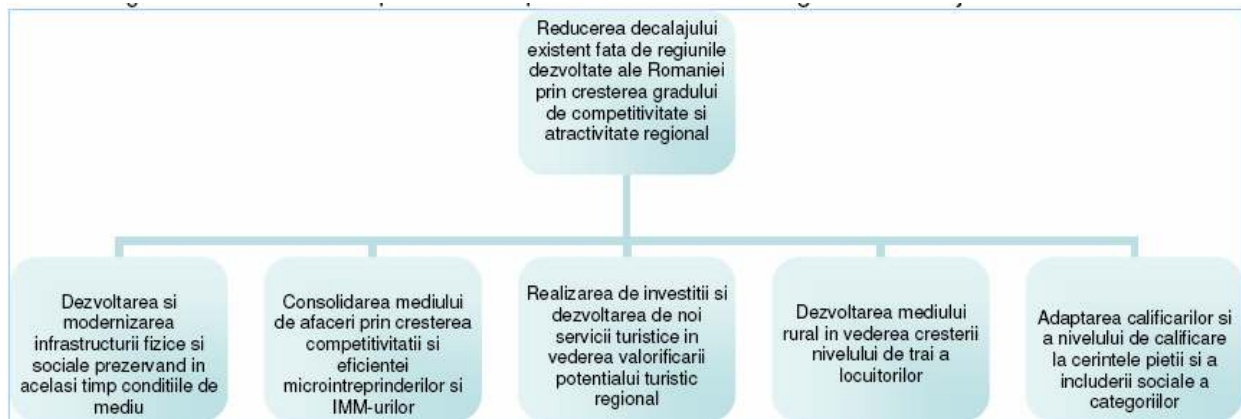 Reducerea decalajului
existent fata de regiunile
dezvoltate ale Romaniei
prin cresterea gradului
de competitivitate si
atractivitate regional
Dezvoltarea si
modernizarea
infrastructurii fizice si
sociale prezervand in
acelasi timp conditiile de
mediu
Consolidarea mediului
de afaceri prin cresterea
competitivitatii si
eficientei
microintreprinderilor si
IMM-urilor
Realizarea de investitii si
dezvoltarea de noi
servicii turistice in
vederea valorificarii
potentialui turistic
regional
Dezvoltarea mediului
rural in vederea cresterii
nivelului de trai a
locuitorilor
Adaptarea calificarilor si
a nivelului de calificare
la cerintele pietii si a
includerii sociale a
categoriilor